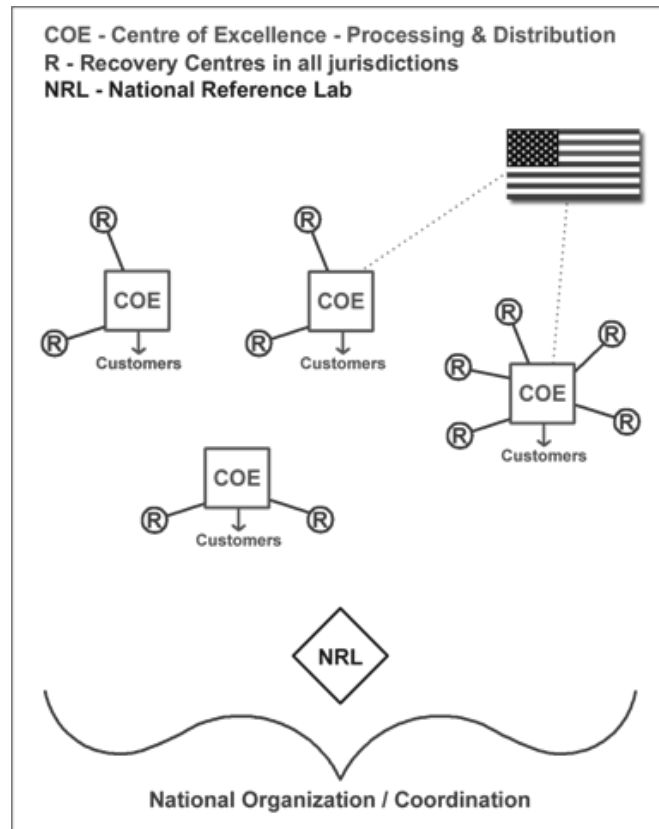 COE - Centre of Excellence - Processing & Distribution
R - Recovery Centres in all jurisdictions
NRL - National Reference Lab
R
R
COE
R
R
COE
Customers
Customers
R
R
R
COE
R
R
Customers
COE
R
R
Customers
NRL
National Organization / Coordination